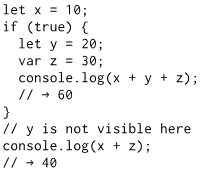 let x = 10;
if (true) {
  let y = 20;
  var z = 30;
  console.log(x + y + z);
  // → 60
}
// y is not visible here
console.log(x + z);
// → 40